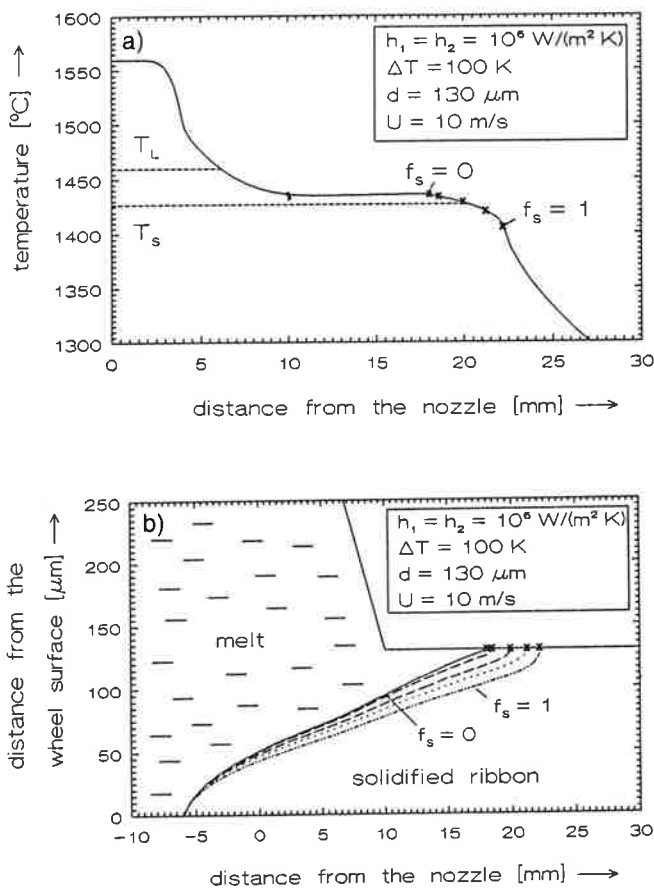 a)
h₁ = h₂ = 10⁶ W/(m² K)
ΔT = 100 K
d = 130 μm
U = 10 m/s
temperature [°C] →
1600
1550
1500
1450
1400
1350
1300
T_L
T_s
f_s = 0
f_s = 1
0 5 10 15 20 25 30
distance from the nozzle [mm] →
b)
h₁ = h₂ = 10⁶ W/(m² K)
ΔT = 100 K
d = 130 μm
U = 10 m/s
distance from the
wheel surface [μm] →
250
200
150
100
50
0
melt
f_s = 0
f_s = 1
solidified ribbon
-10 -5 0 5 10 15 20 25 30
distance from the nozzle [mm] →